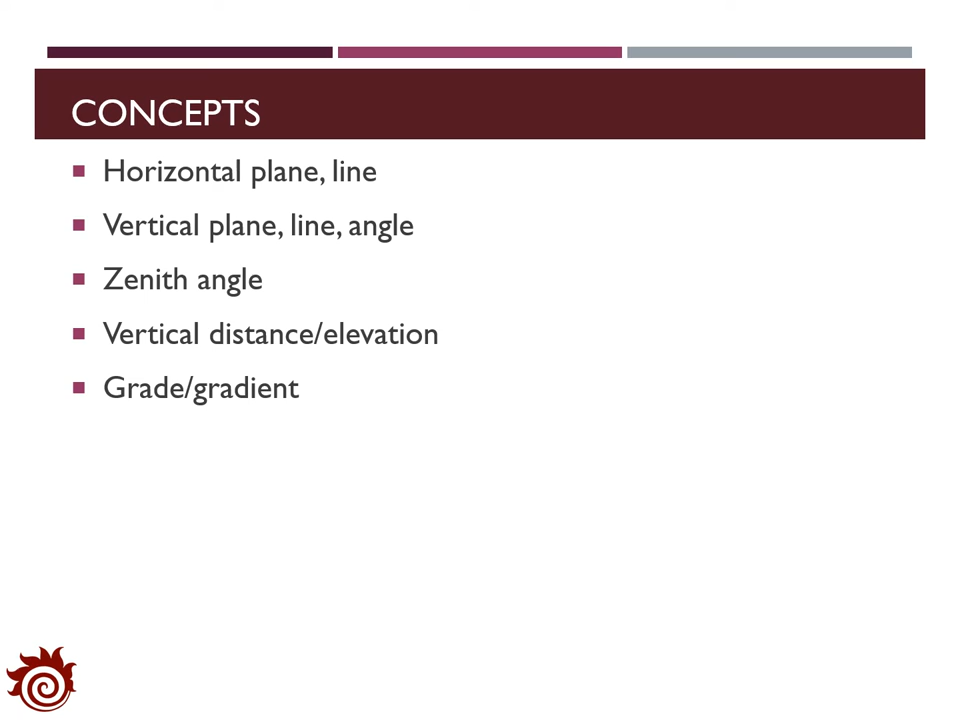 CONCEPTS
Horizontal plane, line
Vertical plane, line, angle
Zenith angle
Vertical distance/elevation
Grade/gradient